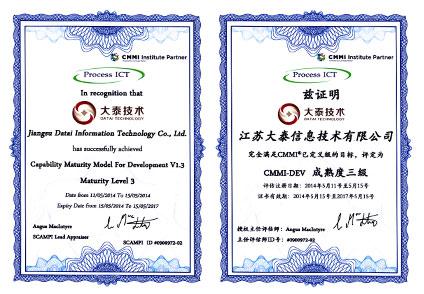 CMMI Institute Partner
Process ICT
In recognition that
大泰技术
DATAI TECHNOLOGY
Jiangsu Datai Information Technology Co., Ltd.
has successfully achieved
Capability Maturity Model For Development V1.3
Maturity Level 3
Date from 11/05/2014 To 15/05/2014
Expiry Date From 15/05/2014 To 15/05/2017
Angus MacIntyre
SCAMPI Lead Appraiser
SCAMPI ID #0900972-02
CMMI Institute Partner
Process ICT
兹证明
大泰技术
DATAI TECHNOLOGY
江苏大泰信息技术有限公司
完全满足CMMI®已定义级的目标，评定为
CMMI-DEV 成熟度三级
评估注册日期：2014年5月11号至5月15号
证书有效期：2014年5月15号至2017年5月15号
授权主任评估师：Angus MacIntyre
主任评估师ID号：#0900972-02